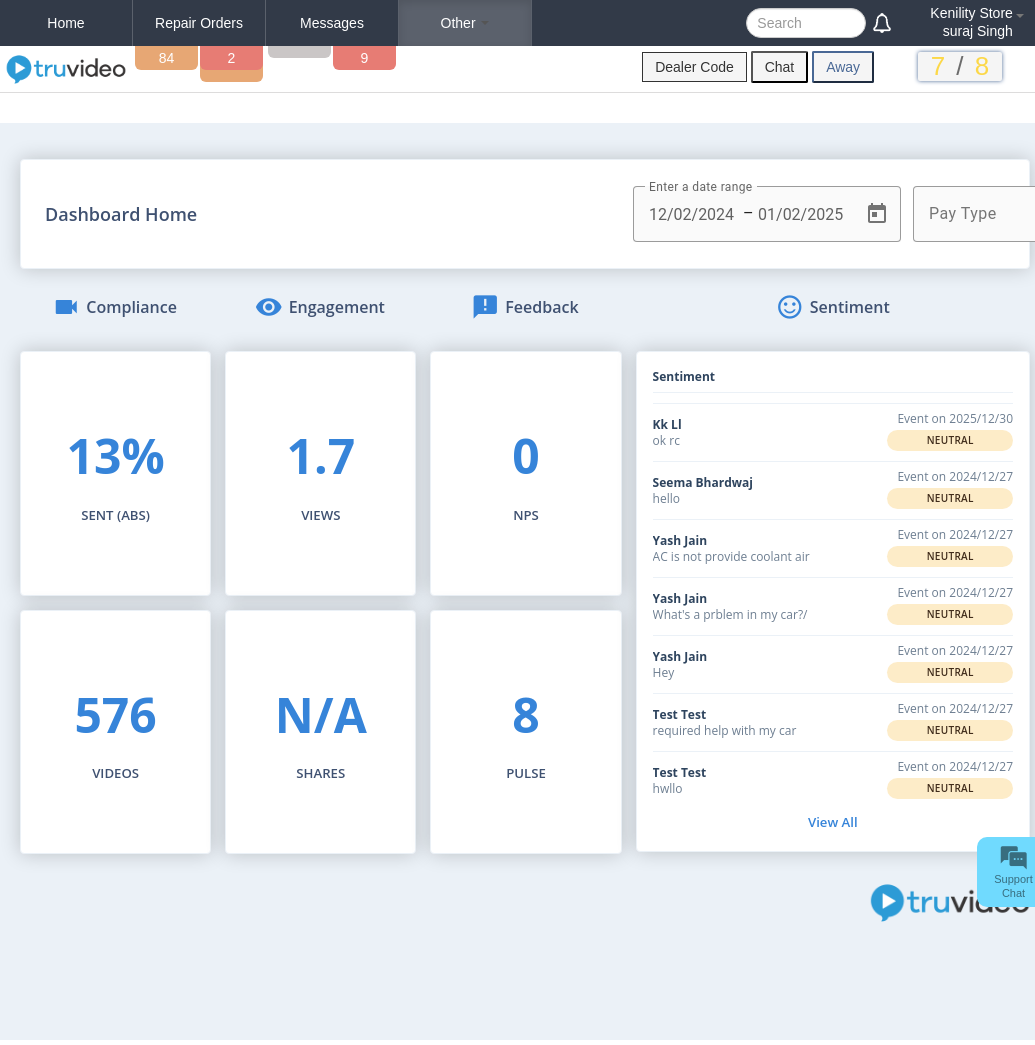 Home
Repair Orders
Messages
Other
Search
Kenility Store
suraj Singh
truvideo
84
2
9
Dealer Code
Chat
Away
7 / 8
Dashboard Home
Enter a date range
12/02/2024 – 01/02/2025
Pay Type
Compliance
Engagement
Feedback
Sentiment
13%
SENT (ABS)
1.7
VIEWS
0
NPS
576
VIDEOS
N/A
SHARES
8
PULSE
Sentiment
Kk Ll
Event on 2025/12/30
ok rc
NEUTRAL
Seema Bhardwaj
Event on 2024/12/27
hello
NEUTRAL
Yash Jain
Event on 2024/12/27
AC is not provide coolant air
NEUTRAL
Yash Jain
Event on 2024/12/27
What's a prblem in my car?/
NEUTRAL
Yash Jain
Event on 2024/12/27
Hey
NEUTRAL
Test Test
Event on 2024/12/27
required help with my car
NEUTRAL
Test Test
Event on 2024/12/27
hwllo
NEUTRAL
View All
Support
Chat
truvideo